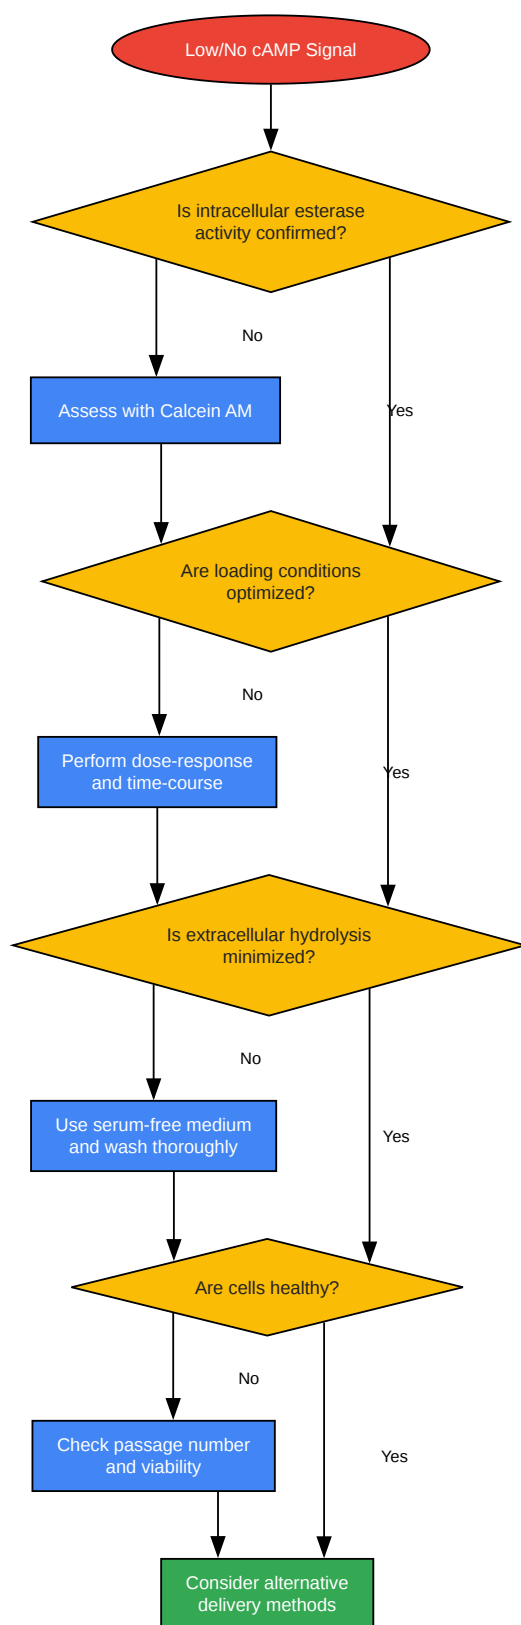 Low/No cAMP Signal
Is intracellular esterase
activity confirmed?
No
Assess with Calcein AM
Yes
Are loading conditions
optimized?
No
Perform dose-response
and time-course
Yes
Is extracellular hydrolysis
minimized?
No
Use serum-free medium
and wash thoroughly
Yes
Are cells healthy?
No
Check passage number
and viability
Yes
Consider alternative
delivery methods